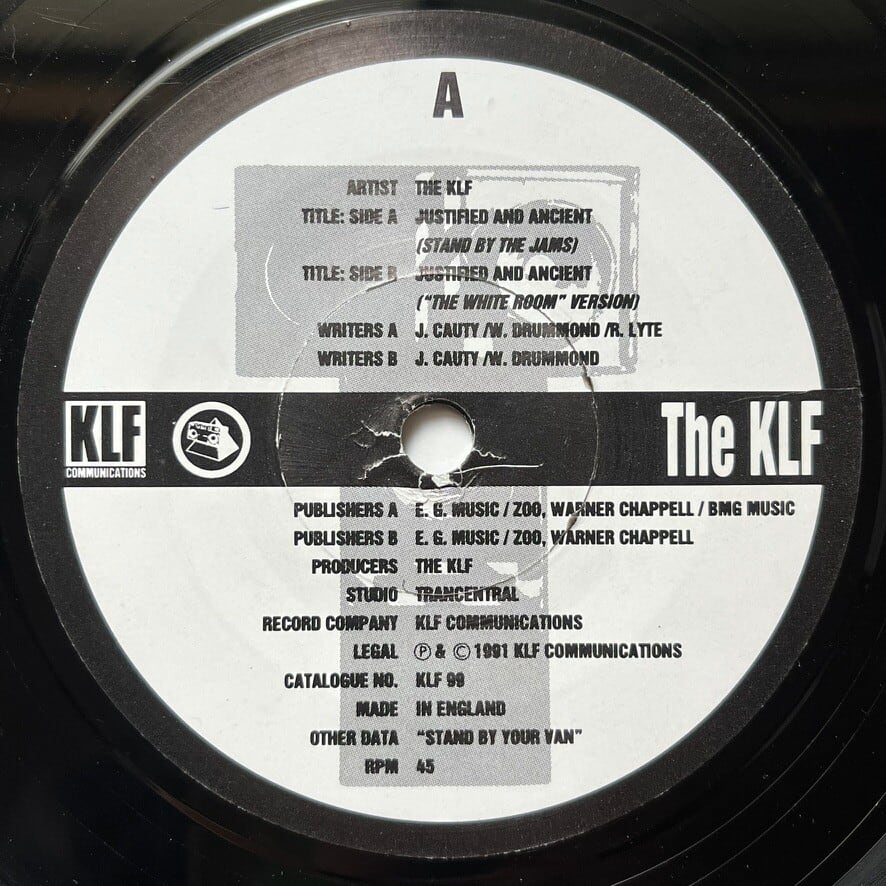 A
ARTIST THE KLF
TITLE: SIDE A JUSTIFIED AND ANCIENT
(STAND BY THE JAMS)
TITLE: SIDE B JUSTIFIED AND ANCIENT
("THE WHITE ROOM" VERSION)
WRITERS A J. CAUTY /W. DRUMMOND /R. LYTE
WRITERS B J. CAUTY /W. DRUMMOND
KLF
COMMUNICATIONS
The KLF
PUBLISHERS A E. G. MUSIC / ZOO, WARNER CHAPPELL / BMG MUSIC
PUBLISHERS B E. G. MUSIC / ZOO, WARNER CHAPPELL
PRODUCERS THE KLF
STUDIO TRANCENTRAL
RECORD COMPANY KLF COMMUNICATIONS
LEGAL Ⓟ & © 1991 KLF COMMUNICATIONS
CATALOGUE NO. KLF 99
MADE IN ENGLAND
OTHER DATA "STAND BY YOUR VAN"
RPM 45